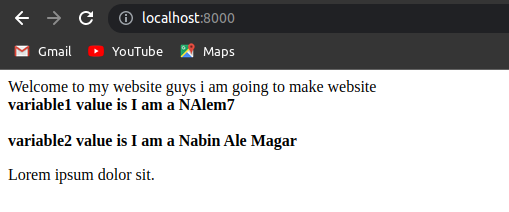 localhost:8000
Gmail YouTube Maps
Welcome to my website guys i am going to make website
variable1 value is I am a NAlem7
variable2 value is I am a Nabin Ale Magar
Lorem ipsum dolor sit.